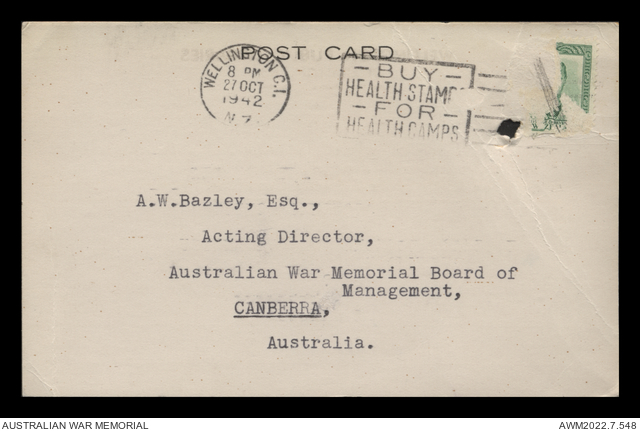 POST CARD
WELLINGTON C.1.
8 PM
27 OCT
1942
N.Z.
- BUY -
HEALTH STAMPS
- FOR -
HEALTH CAMPS
A.W.Bazley, Esq.,
Acting Director,
Australian War Memorial Board of
Management,
CANBERRA,
Australia.
AUSTRALIAN WAR MEMORIAL
AWM2022.7.548